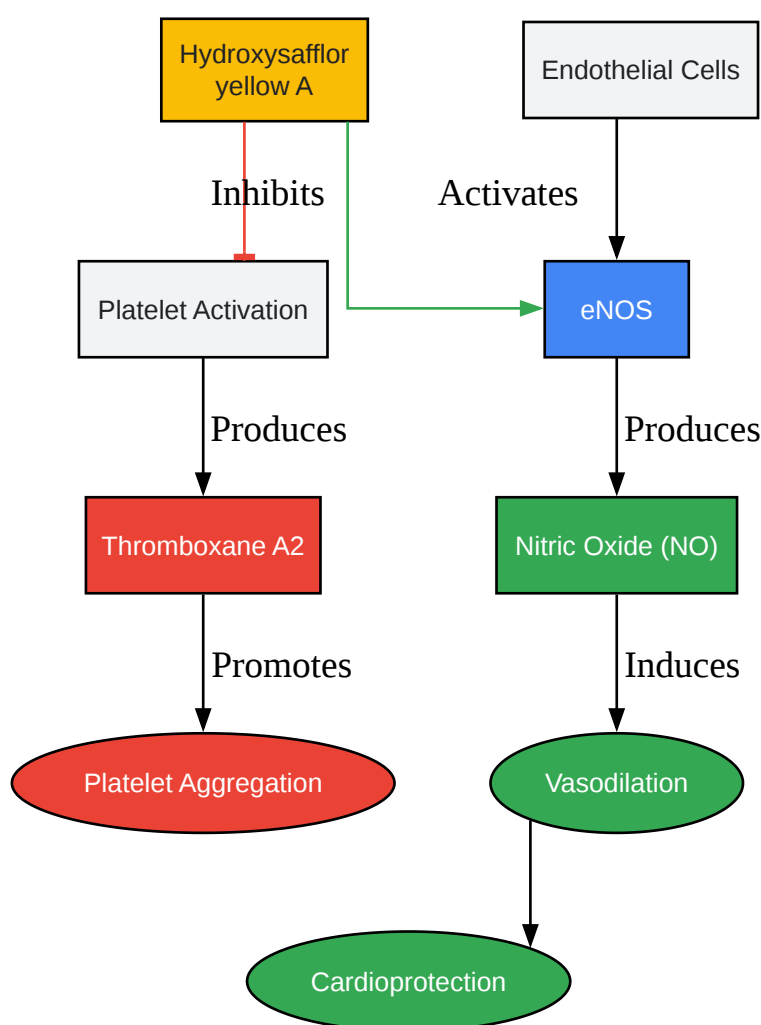 Hydroxysafflor
yellow A
Endothelial Cells
Inhibits
Activates
Platelet Activation
eNOS
Produces
Produces
Thromboxane A2
Nitric Oxide (NO)
Promotes
Induces
Platelet Aggregation
Vasodilation
Cardioprotection